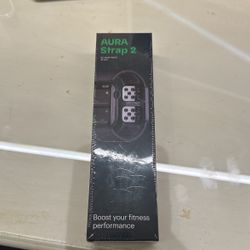 AURA
Strap 2
Boost your fitness
performance